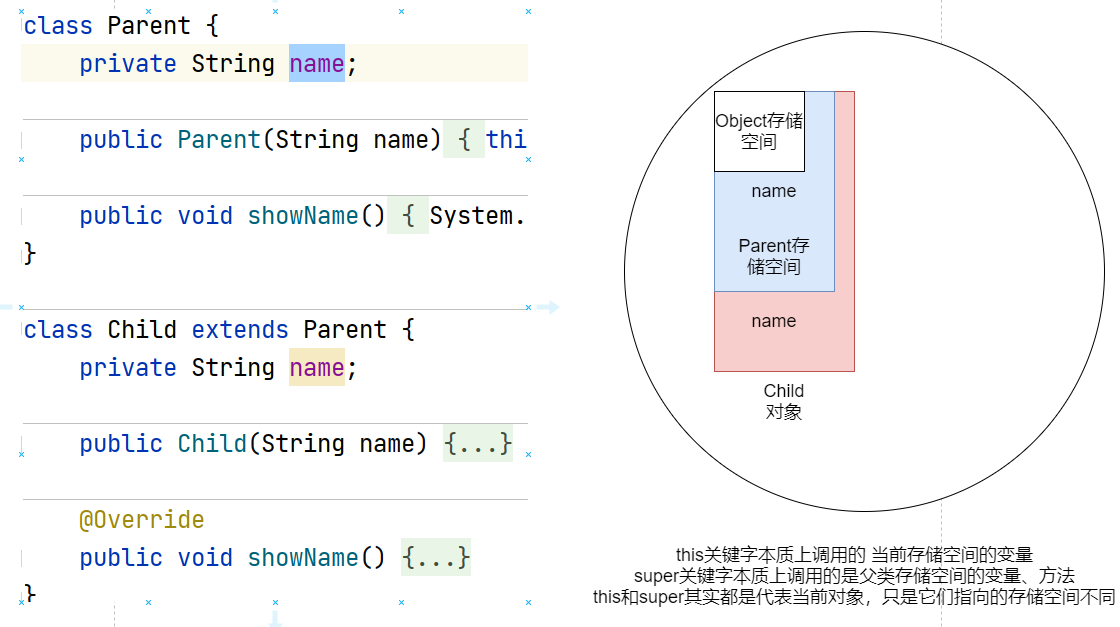 class Parent {
private String name;
public Parent(String name) { thi
public void showName() { System.
}
class Child extends Parent {
private String name;
public Child(String name) {...}
@Override
public void showName() {...}
}
Object存储
空间
name
Parent存
储空间
name
Child
对象
this关键字本质上调用的 当前存储空间的变量
super关键字本质上调用的是父类存储空间的变量、方法
this和super其实都是代表当前对象，只是它们指向的存储空间不同